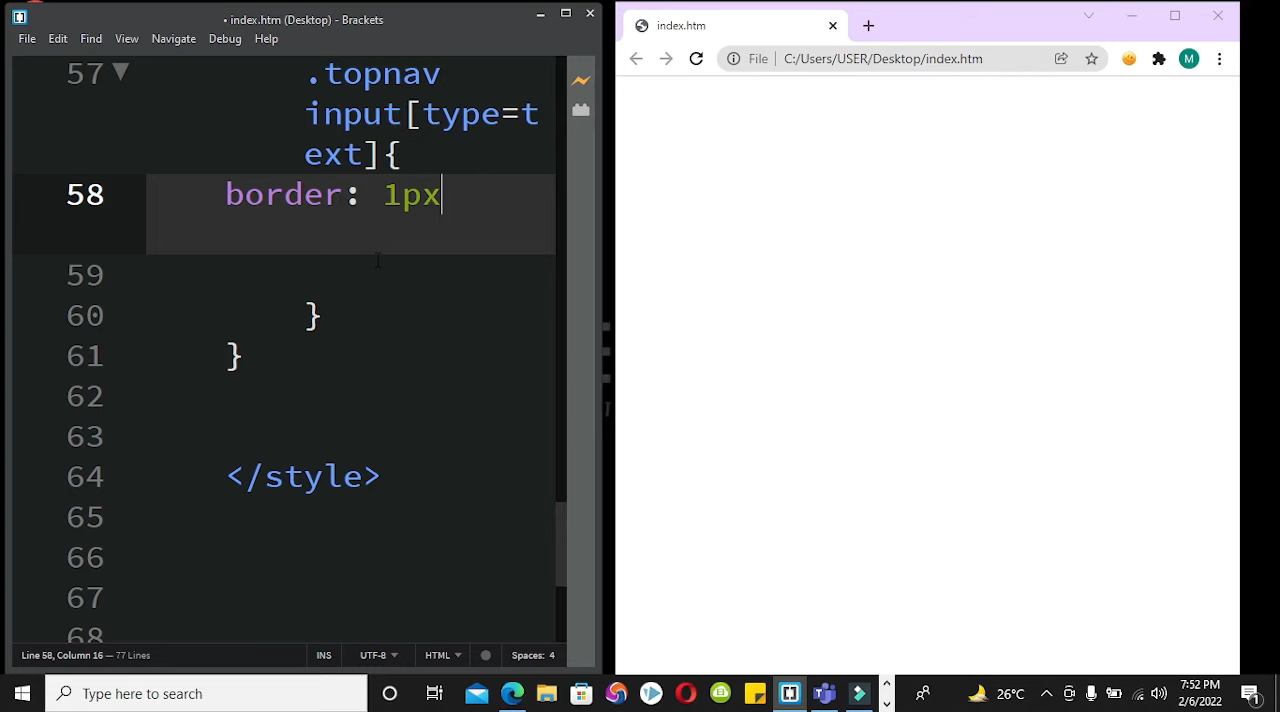 • index.htm (Desktop) - Brackets
File Edit Find View Navigate Debug Help
57 .topnav
input[type=t
ext]{
58 border: 1px
59
60 }
61 }
62
63
64 </style>
65
66
67
68
Line 58, Column 16 — 77 Lines
INS UTF-8 HTML Spaces: 4
index.htm
File C:/Users/USER/Desktop/index.htm
M
Type here to search
26°C
7:52 PM
2/6/2022
1